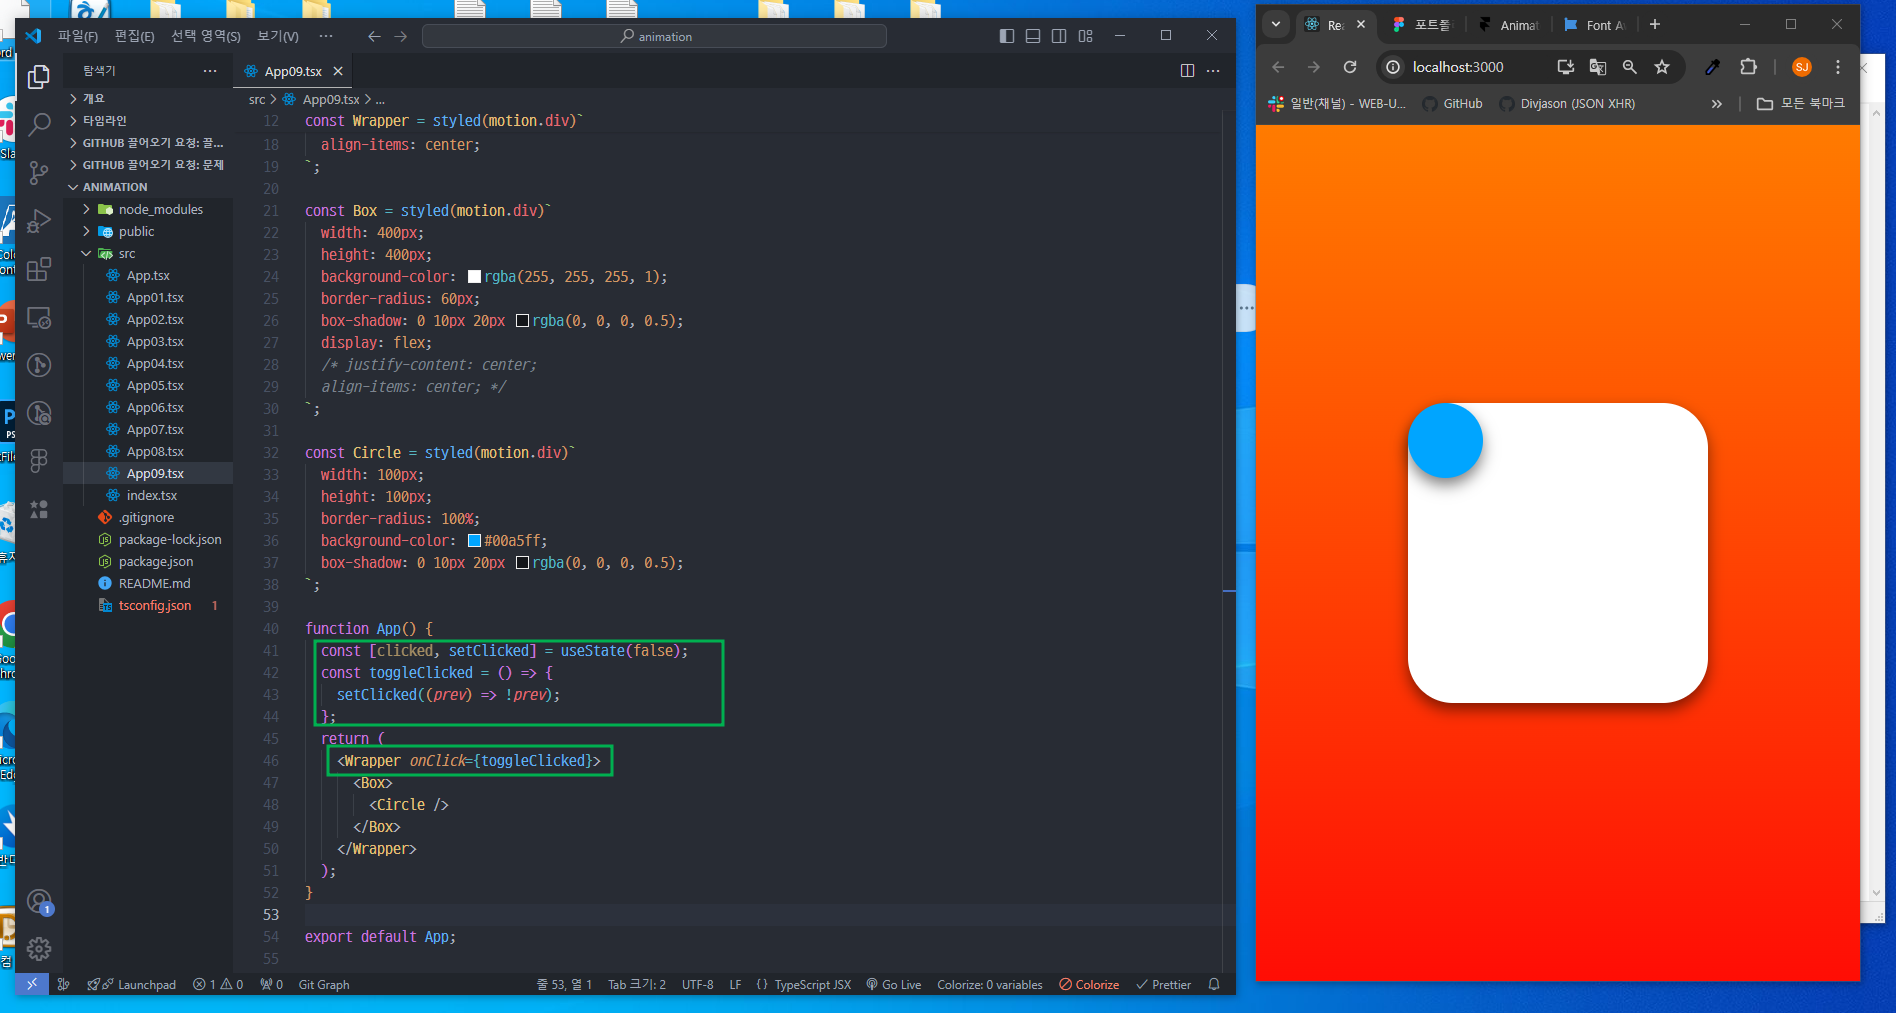 파일(F) 편집(E) 선택 영역(S) 보기(V) ··· animation
탐색기 ···
개요
타임라인
GITHUB 끌어오기 요청: 끌...
GITHUB 끌어오기 요청: 문제
ANIMATION
node_modules
public
src
App.tsx
App01.tsx
App02.tsx
App03.tsx
App04.tsx
App05.tsx
App06.tsx
App07.tsx
App08.tsx
App09.tsx
index.tsx
.gitignore
package-lock.json
package.json
README.md
tsconfig.json 1
App09.tsx
src > App09.tsx > ...
12 const Wrapper = styled(motion.div)`
18 align-items: center;
19 `;
20
21 const Box = styled(motion.div)`
22 width: 400px;
23 height: 400px;
24 background-color: rgba(255, 255, 255, 1);
25 border-radius: 60px;
26 box-shadow: 0 10px 20px rgba(0, 0, 0, 0.5);
27 display: flex;
28 /* justify-content: center;
29 align-items: center; */
30 `;
31
32 const Circle = styled(motion.div)`
33 width: 100px;
34 height: 100px;
35 border-radius: 100%;
36 background-color: #00a5ff;
37 box-shadow: 0 10px 20px rgba(0, 0, 0, 0.5);
38 `;
39
40 function App() {
41 const [clicked, setClicked] = useState(false);
42 const toggleClicked = () => {
43 setClicked((prev) => !prev);
44 };
45 return (
46 <Wrapper onClick={toggleClicked}>
47 <Box>
48 <Circle />
49 </Box>
50 </Wrapper>
51 );
52 }
53
54 export default App;
55
1
Launchpad 1 0 0 Git Graph 줄 53, 열 1 Tab 크기: 2 UTF-8 LF {} TypeScript JSX Go Live Colorize: 0 variables Colorize Prettier
Rea 포트폴 Animat Font A
localhost:3000 SJ
일반(채널) - WEB-U... GitHub Divjason (JSON XHR) » 모든 북마크